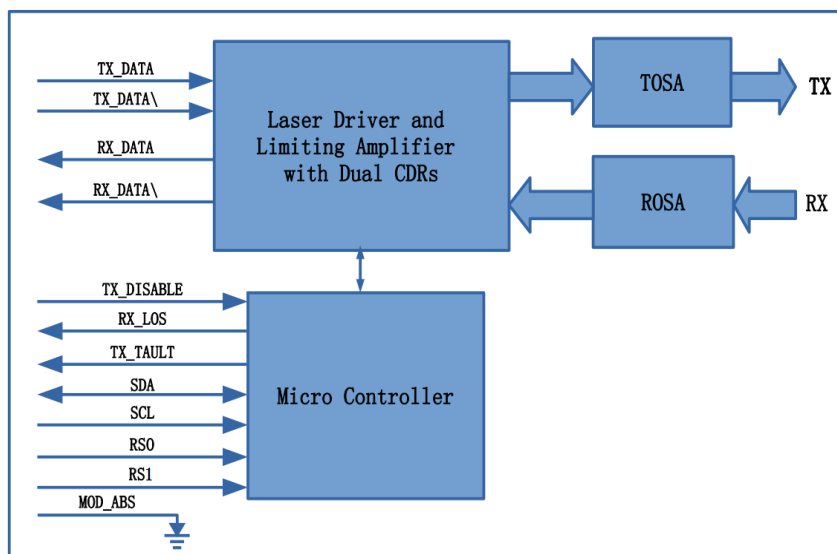 TX_DATA
TX_DATA\
RX_DATA
RX_DATA\
Laser Driver and
Limiting Amplifier
with Dual CDRs
TOSA
TX
ROSA
RX
TX_DISABLE
RX_LOS
TX_TAULT
SDA
SCL
RS0
RS1
MOD_ABS
Micro Controller